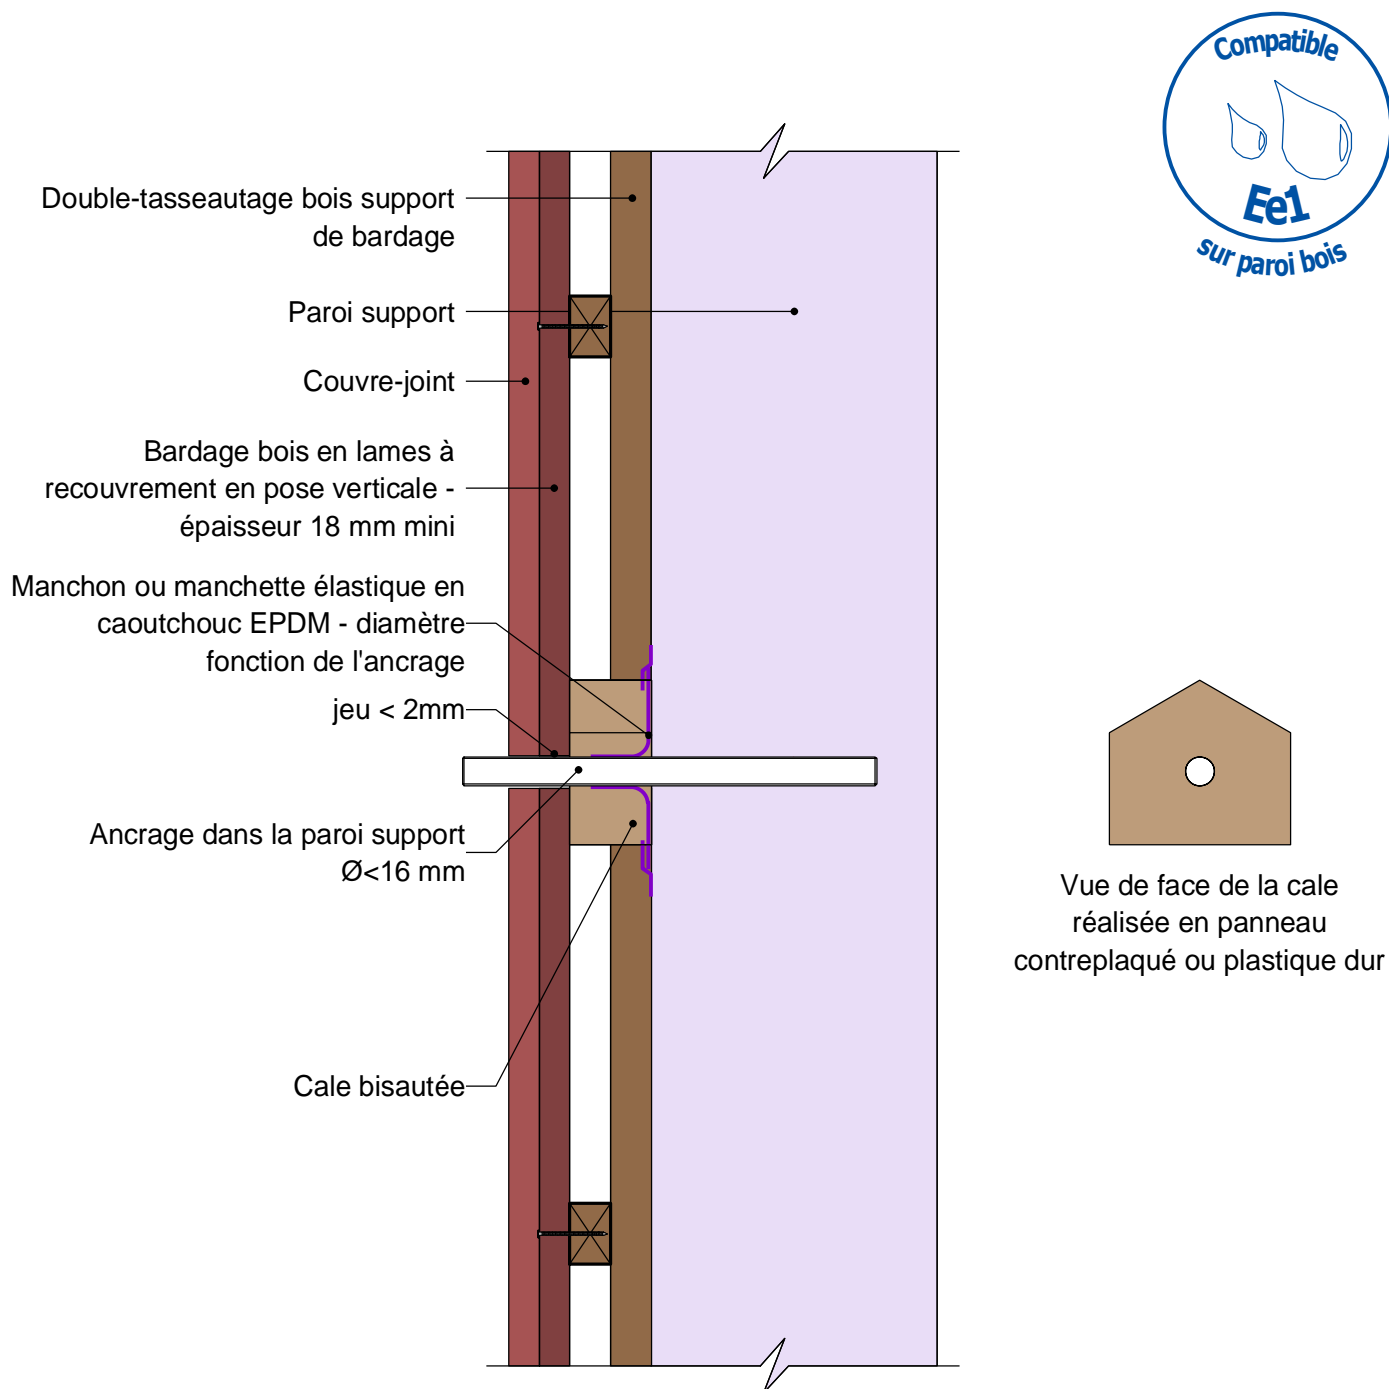 Compatible
Ee1
sur paroi bois
Double-tasseautage bois support
de bardage
Paroi support
Couvre-joint
Bardage bois en lames à
recouvrement en pose verticale -
épaisseur 18 mm mini
Manchon ou manchette élastique en
caoutchouc EPDM - diamètre
fonction de l'ancrage
jeu < 2mm
Ancrage dans la paroi support
Ø<16 mm
Cale bisautée
Vue de face de la cale
réalisée en panneau
contreplaqué ou plastique dur